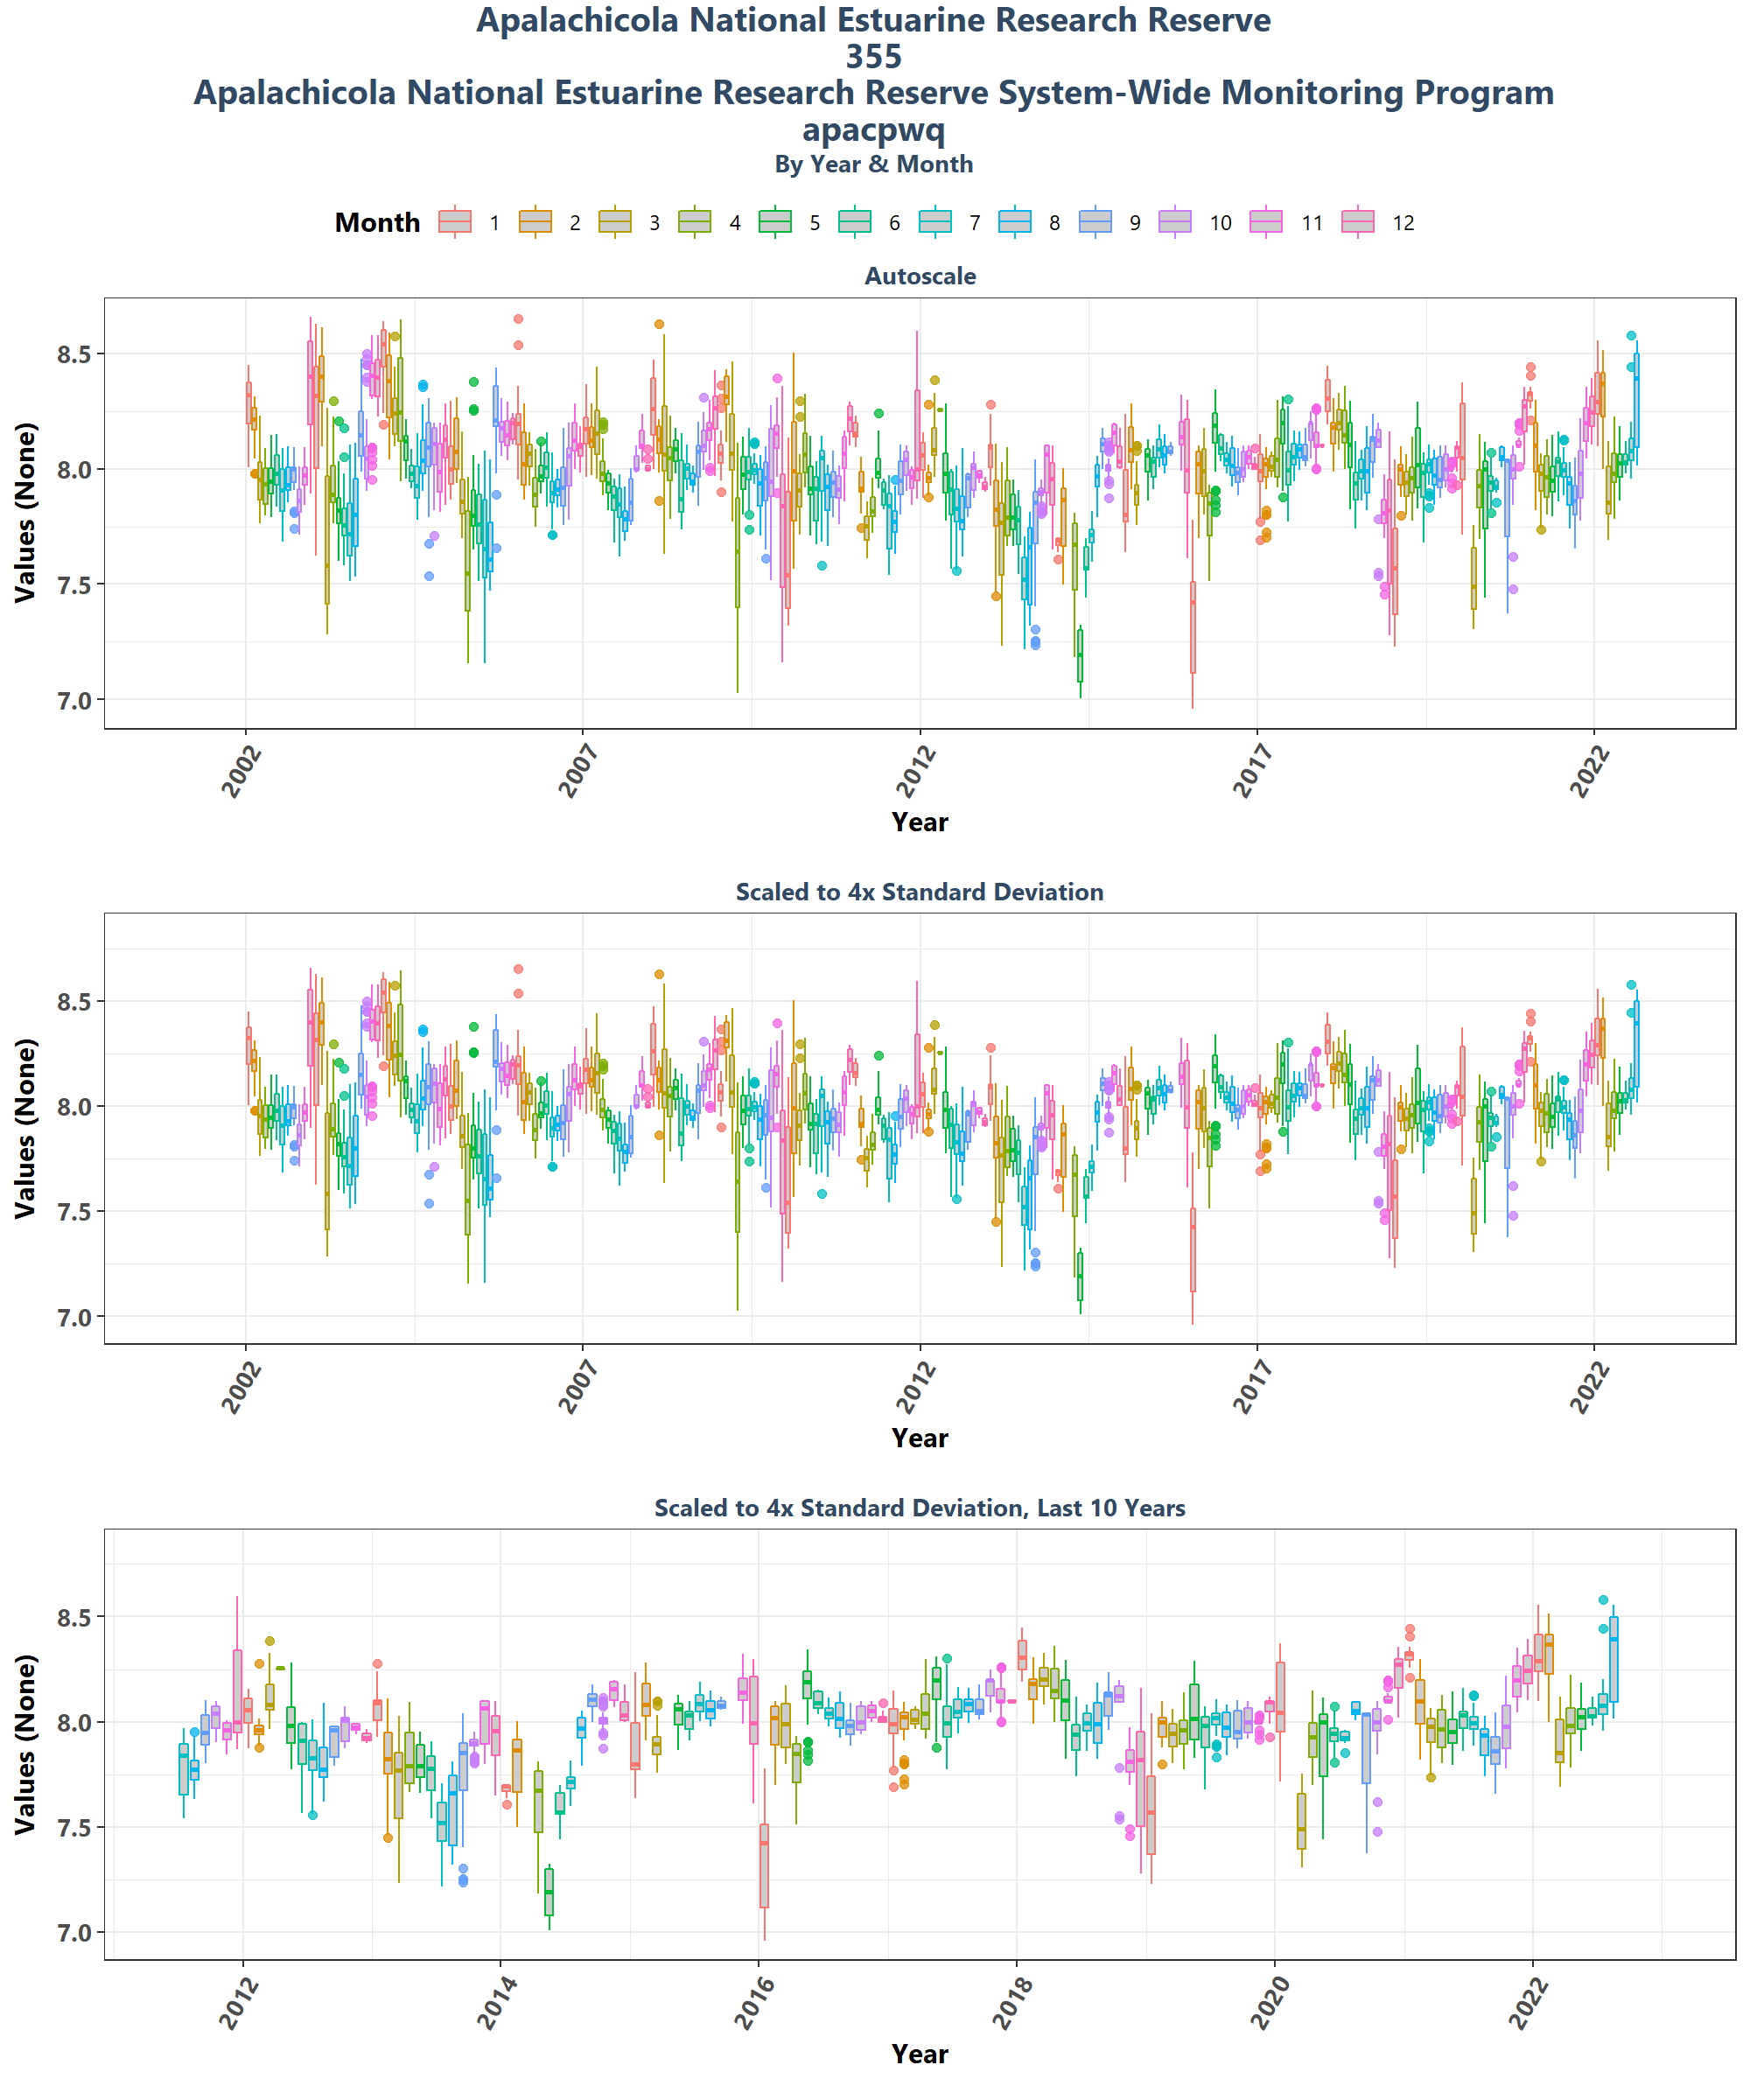 Apalachicola National Estuarine Research Reserve
355
Apalachicola National Estuarine Research Reserve System-Wide Monitoring Program
apacpwq
By Year & Month
Month 1 2 3 4 5 6 7 8 9 10 11 12
Autoscale
Values (None)
8.5
8.0
7.5
7.0
2002 2007 2012 2017 2022
Year
Scaled to 4x Standard Deviation
Values (None)
8.5
8.0
7.5
7.0
2002 2007 2012 2017 2022
Year
Scaled to 4x Standard Deviation, Last 10 Years
Values (None)
8.5
8.0
7.5
7.0
2012 2014 2016 2018 2020 2022
Year